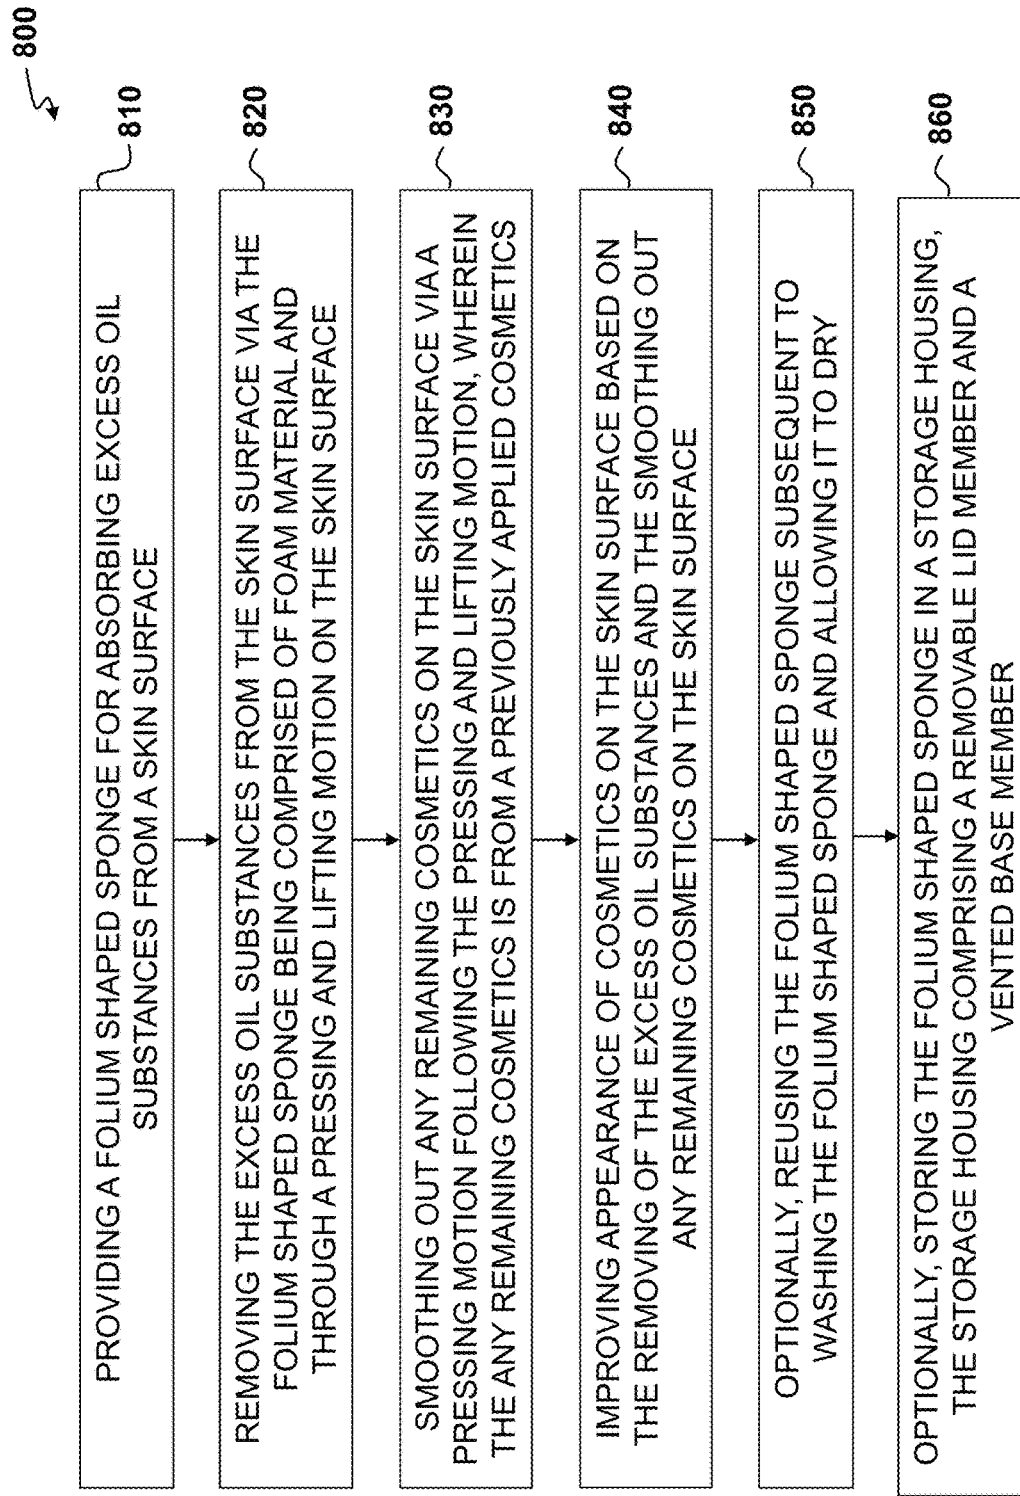 800
810
PROVIDING A FOLIUM SHAPED SPONGE FOR ABSORBING EXCESS OIL
SUBSTANCES FROM A SKIN SURFACE
820
REMOVING THE EXCESS OIL SUBSTANCES FROM THE SKIN SURFACE VIA THE
FOLIUM SHAPED SPONGE BEING COMPRISED OF FOAM MATERIAL AND
THROUGH A PRESSING AND LIFTING MOTION ON THE SKIN SURFACE
830
SMOOTHING OUT ANY REMAINING COSMETICS ON THE SKIN SURFACE VIA A
PRESSING MOTION FOLLOWING THE PRESSING AND LIFTING MOTION, WHEREIN
THE ANY REMAINING COSMETICS IS FROM A PREVIOUSLY APPLIED COSMETICS
840
IMPROVING APPEARANCE OF COSMETICS ON THE SKIN SURFACE BASED ON
THE REMOVING OF THE EXCESS OIL SUBSTANCES AND THE SMOOTHING OUT
ANY REMAINING COSMETICS ON THE SKIN SURFACE
850
OPTIONALLY, REUSING THE FOLIUM SHAPED SPONGE SUBSEQUENT TO
WASHING THE FOLIUM SHAPED SPONGE AND ALLOWING IT TO DRY
860
OPTIONALLY, STORING THE FOLIUM SHAPED SPONGE IN A STORAGE HOUSING,
THE STORAGE HOUSING COMPRISING A REMOVABLE LID MEMBER AND A
VENTED BASE MEMBER